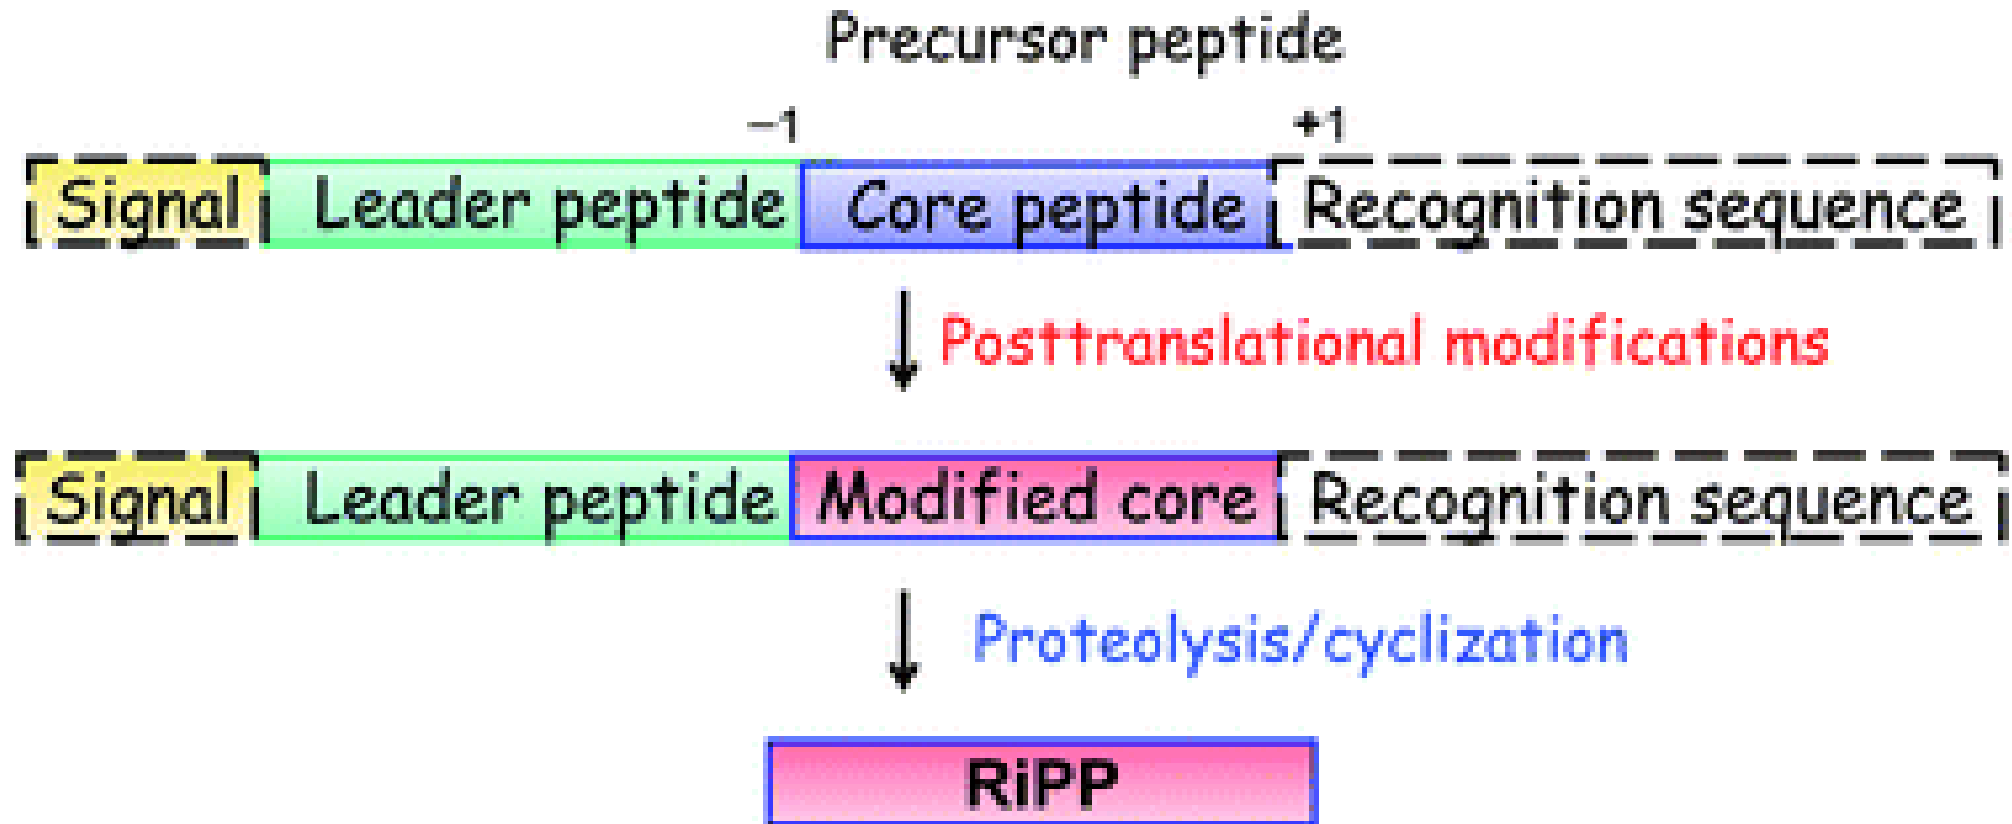 Precursor peptide
−1 +1
Signal Leader peptide Core peptide Recognition sequence
Posttranslational modifications
Signal Leader peptide Modified core Recognition sequence
Proteolysis/cyclization
RiPP